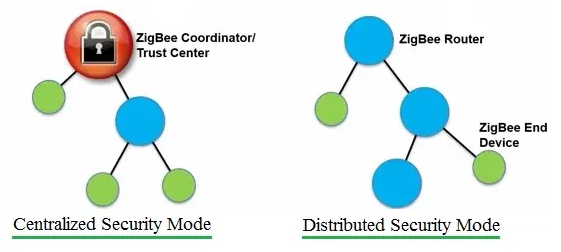 ZigBee Coordinator/
Trust Center
ZigBee Router
ZigBee End
Device
Centralized Security Mode
Distributed Security Mode